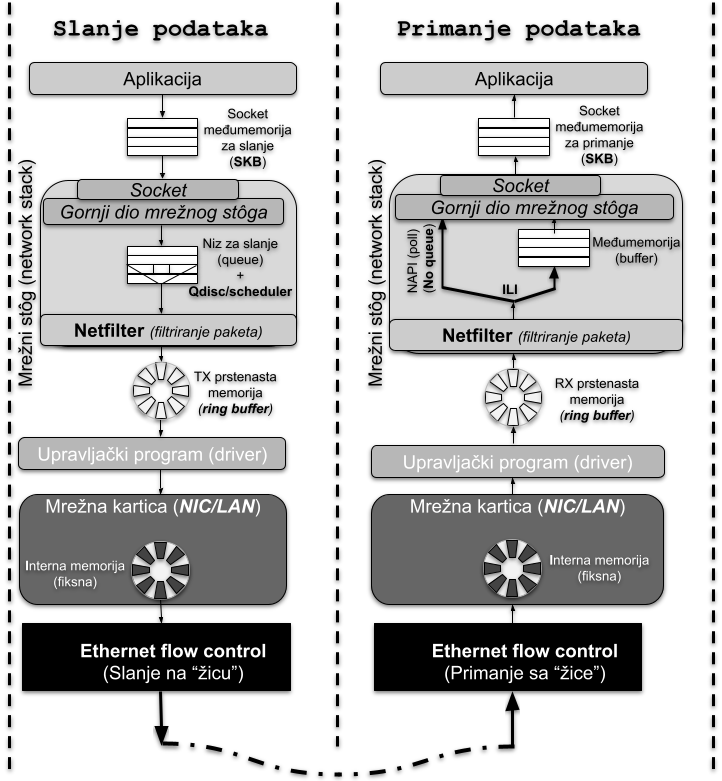 Slanje podataka
Aplikacija
Socket
međumemorija
za slanje
(SKB)
Mrežni stôg (network stack)
Socket
Gornji dio mrežnog stôga
Niz za slanje
(queue)
+
Qdisc/scheduler
Netfilter (filtriranje paketa)
TX prstenasta
memorija
(ring buffer)
Upravljački program (driver)
Mrežna kartica (NIC/LAN)
Interna memorija
(fiksna)
Ethernet flow control
(Slanje na “žicu”)
Primanje podataka
Aplikacija
Socket
međumemorija
za primanje
(SKB)
Mrežni stôg (network stack)
Socket
Gornji dio mrežnog stôga
NAPI (poll)
(No queue)
Međumemorija
(buffer)
ILI
Netfilter (filtriranje paketa)
RX prstenasta
memorija
(ring buffer)
Upravljački program (driver)
Mrežna kartica (NIC/LAN)
Interna memorija
(fiksna)
Ethernet flow control
(Primanje sa “žice”)